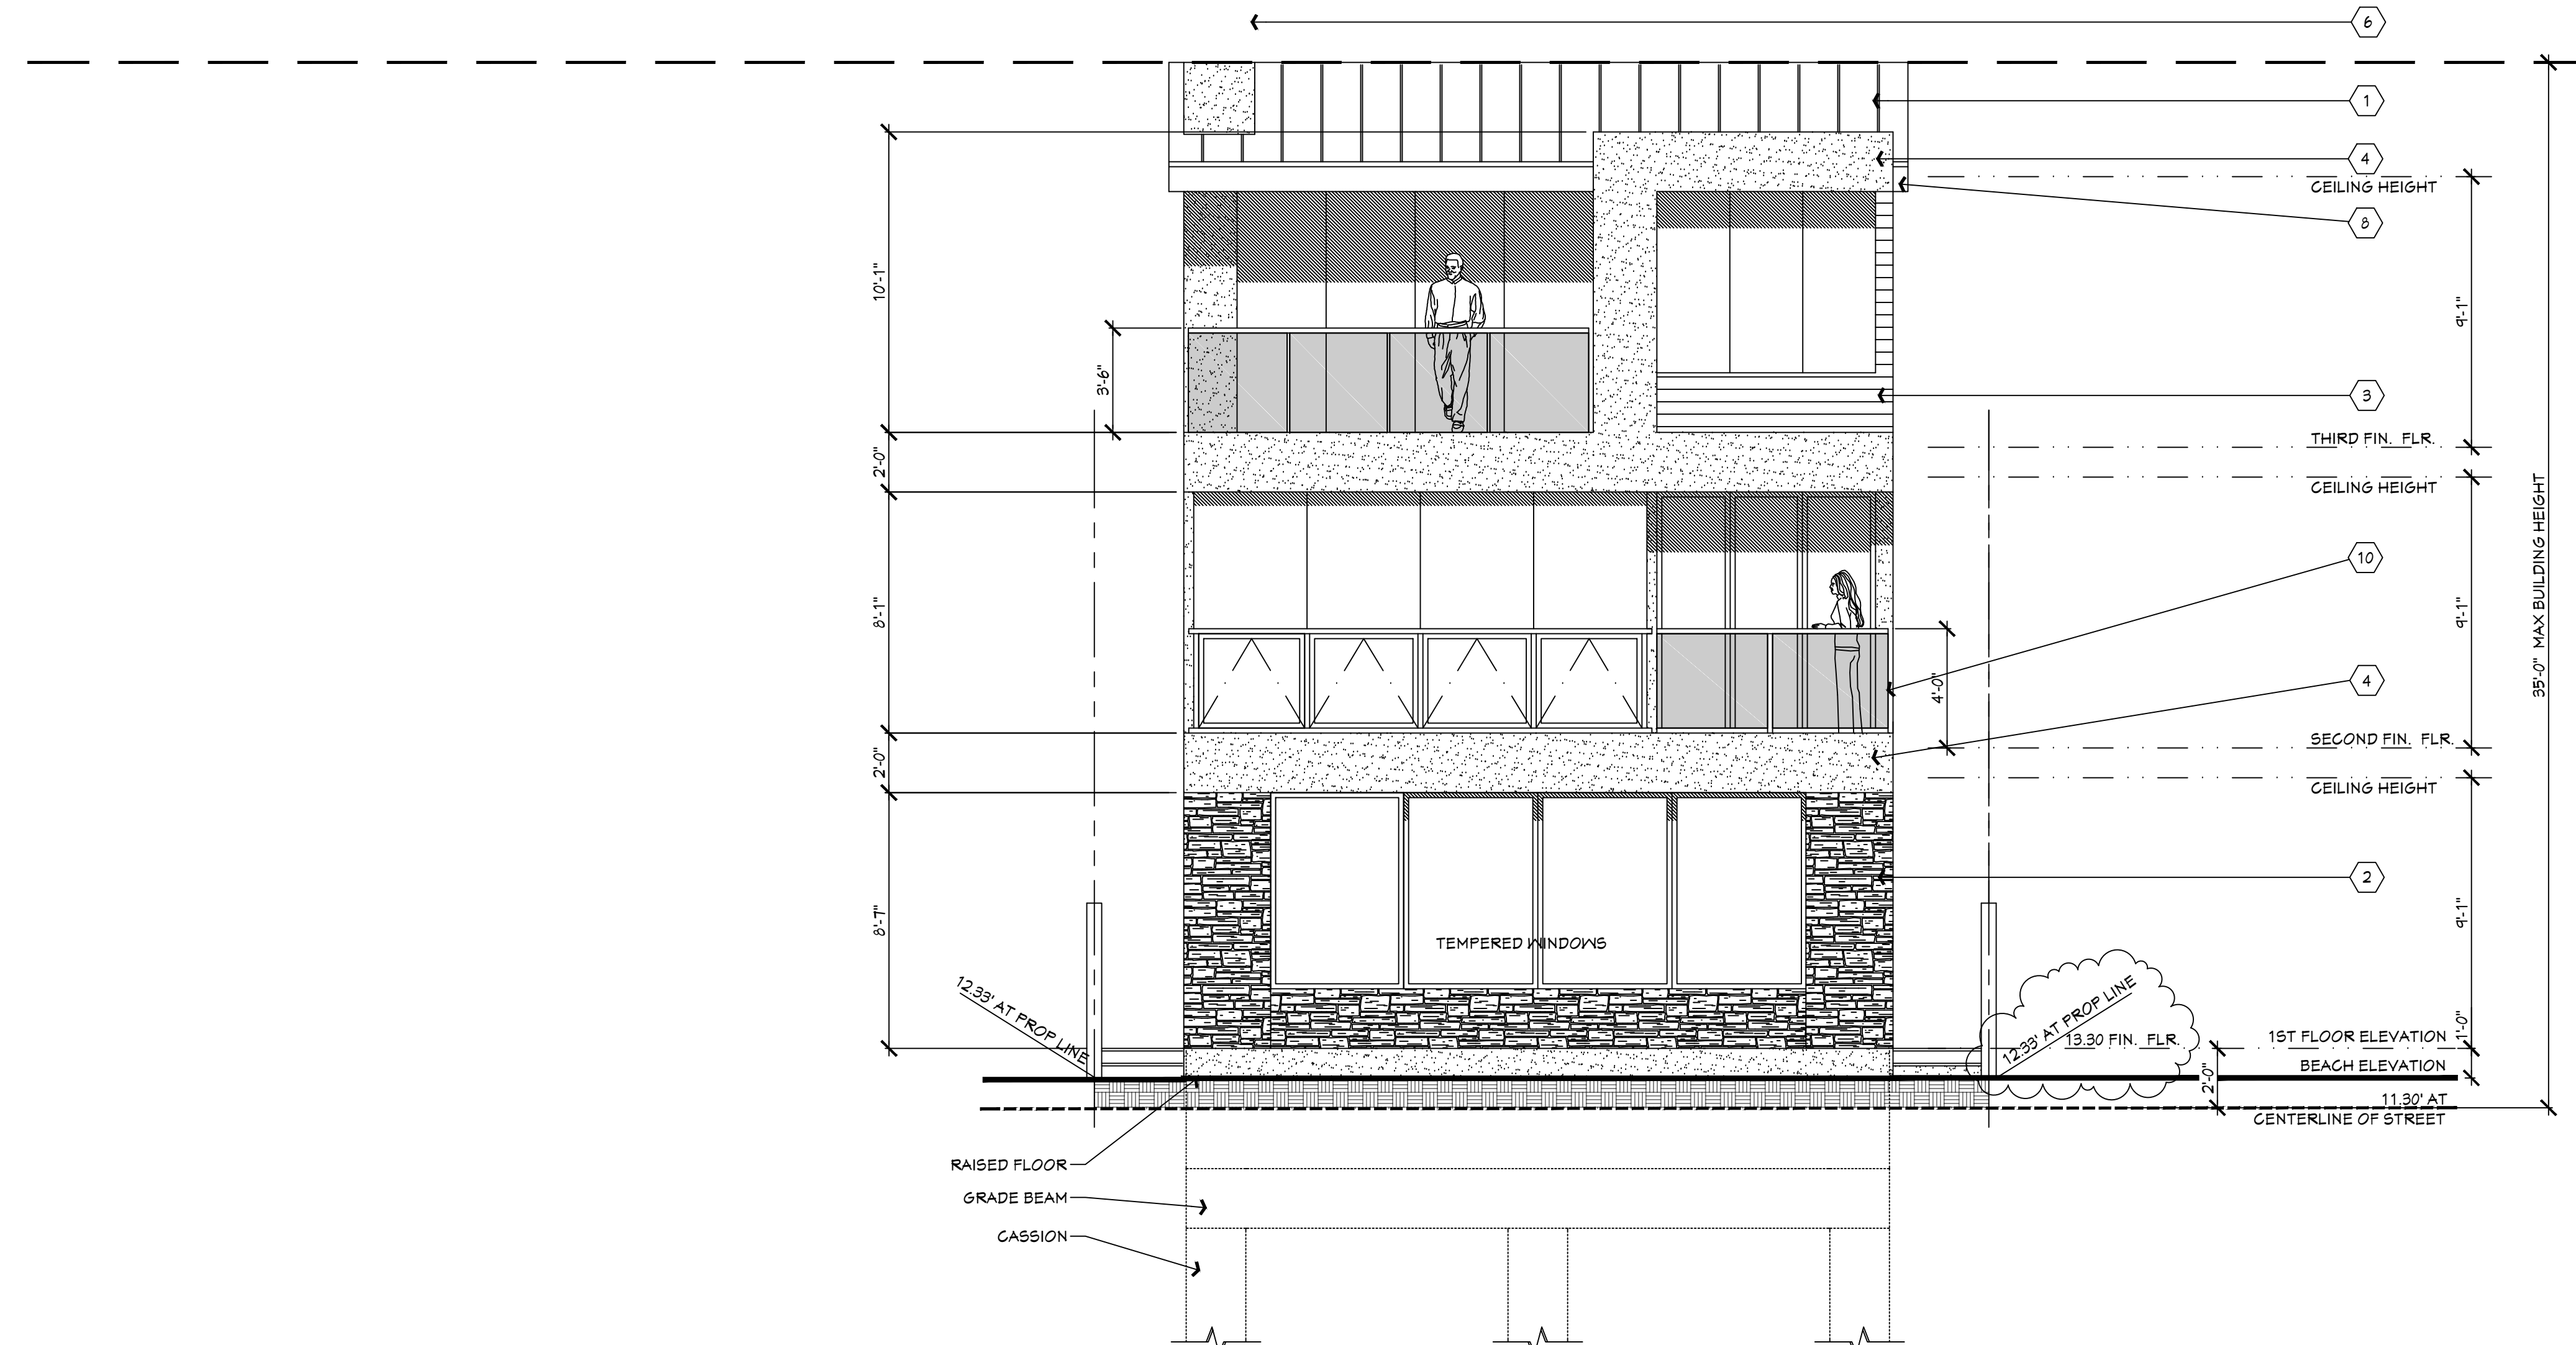 6
1
4
CEILING HEIGHT
8
10'-1"
9'-1"
3'-6"
3
THIRD FIN. FLR.
2'-0"
CEILING HEIGHT
35'-0" MAX BUILDING HEIGHT
10
8'-1"
9'-1"
4'-0"
4
SECOND FIN. FLR.
2'-0"
CEILING HEIGHT
2
8'-7"
9'-1"
TEMPERED WINDOWS
12.33' AT PROP LINE
12.33' AT PROP LINE
13.30 FIN. FLR.
1ST FLOOR ELEVATION
1'-0"
BEACH ELEVATION
2'-0"
11.30' AT
CENTERLINE OF STREET
RAISED FLOOR
GRADE BEAM
CASSION